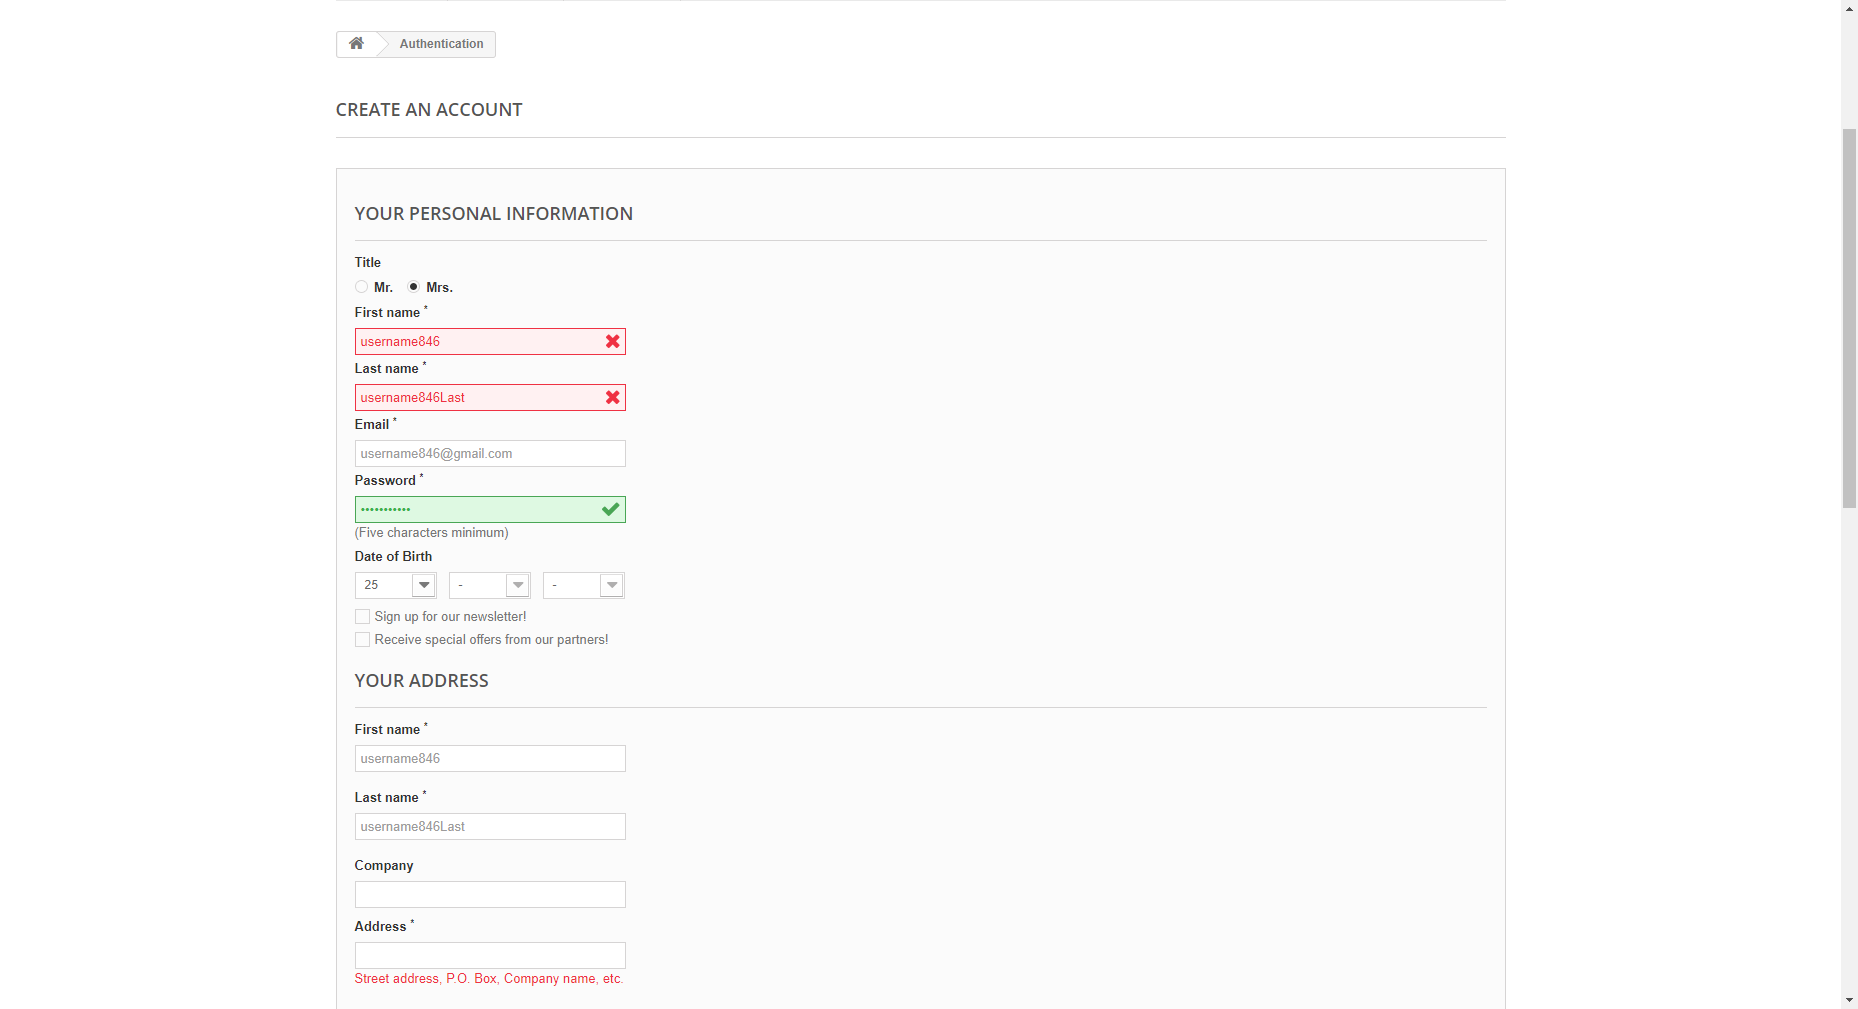 Authentication
CREATE AN ACCOUNT
YOUR PERSONAL INFORMATION
Title
Mr. Mrs.
First name *
username846
Last name *
username846Last
Email *
username846@gmail.com
Password *
•••••••••••
(Five characters minimum)
Date of Birth
25 - -
Sign up for our newsletter!
Receive special offers from our partners!
YOUR ADDRESS
First name *
username846
Last name *
username846Last
Company
Address *
Street address, P.O. Box, Company name, etc.